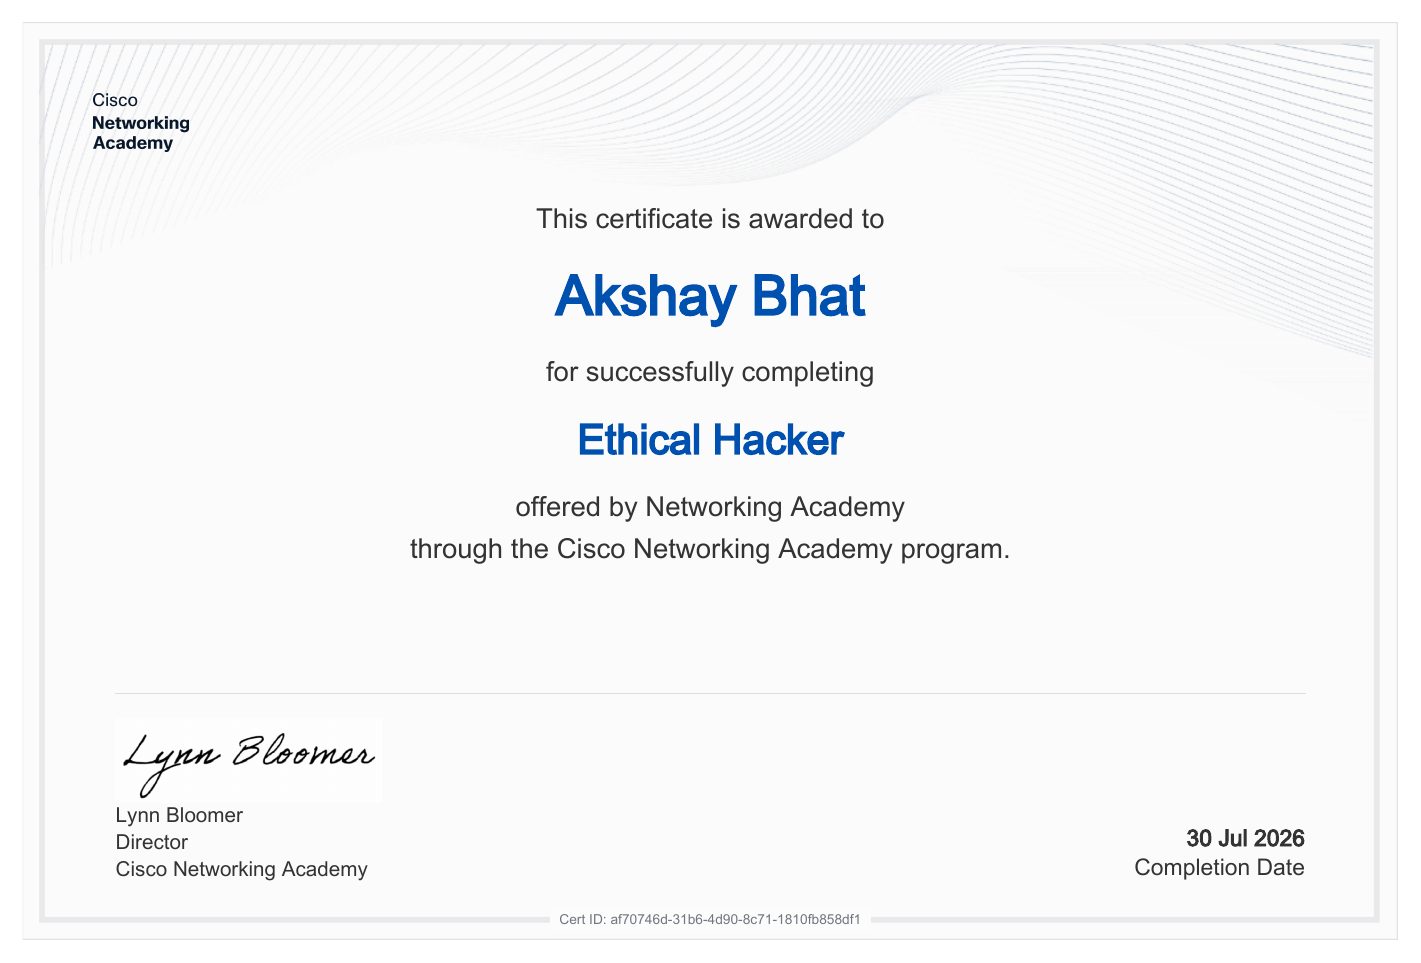 Cisco
Networking
Academy
This certificate is awarded to
Akshay Bhat
for successfully completing
Ethical Hacker
offered by Networking Academy
through the Cisco Networking Academy program.
Lynn Bloomer
Lynn Bloomer
Director
Cisco Networking Academy
30 Jul 2026
Completion Date
Cert ID: af70746d-31b6-4d90-8c71-1810fb858df1